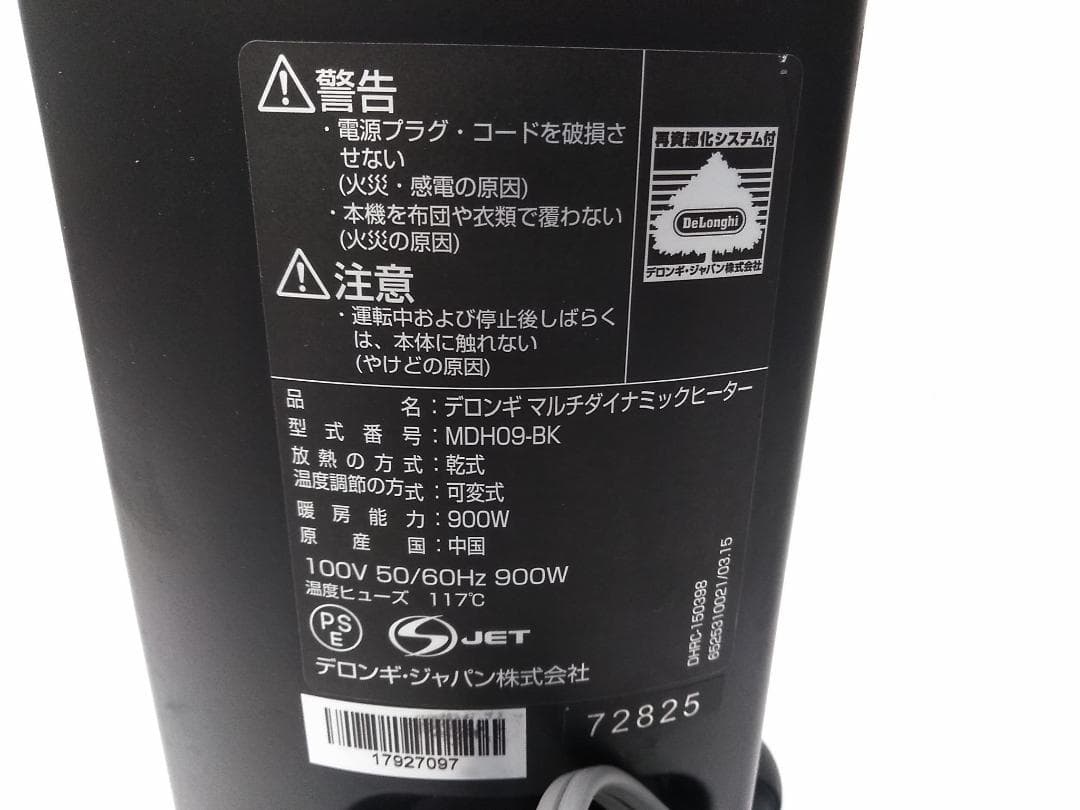 警告
・電源プラグ・コードを破損さ
せない
(火災・感電の原因)
・本機を布団や衣類で覆わない
(火災の原因)
注意
・運転中および停止後しばらく
は、本体に触れない
(やけどの原因)
再資源化システム付
DeLonghi
デロンギ・ジャパン株式会社
品名：デロンギ マルチダイナミックヒーター
型式番号：MDH09-BK
放熱の方式：乾式
温度調節の方式：可変式
暖房能力：900W
原産国：中国
100V 50/60Hz 900W
温度ヒューズ 117℃
PSE
JET
デロンギ・ジャパン株式会社
DHRC-150398
6525310021/03.15
17927097
72825